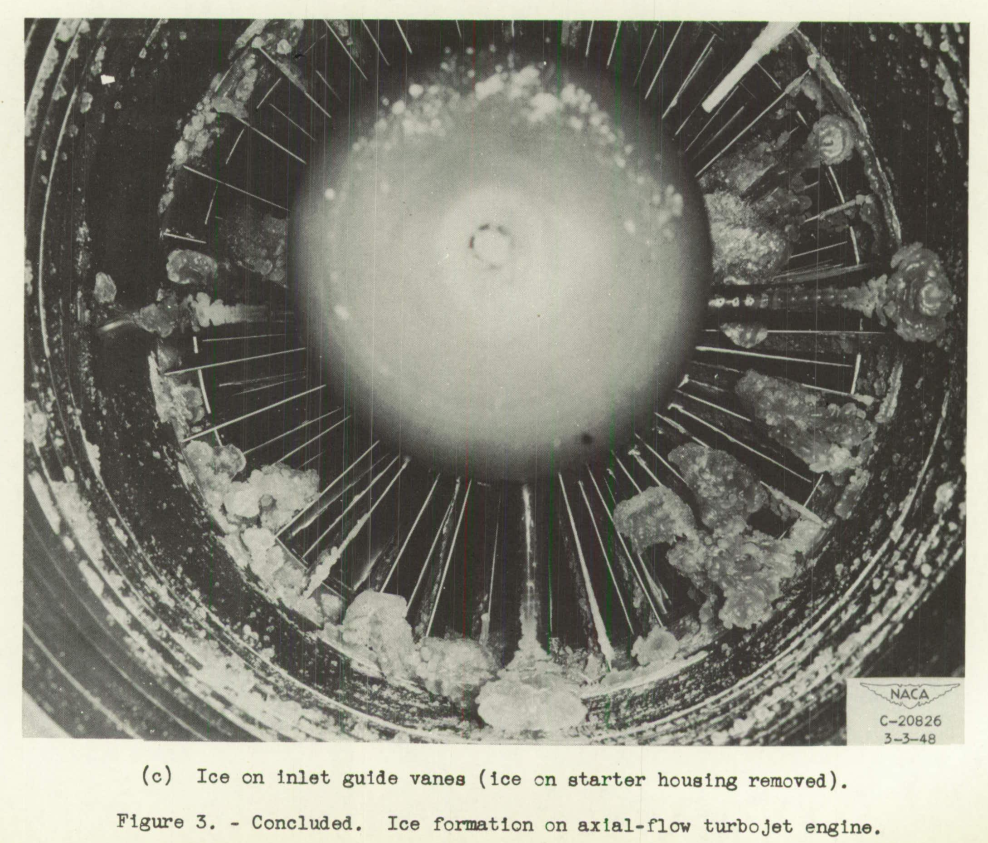 NACA
C-20826
3-3-48
(c) Ice on inlet guide vanes (ice on starter housing removed).
Figure 3. - Concluded. Ice formation on axial-flow turbojet engine.